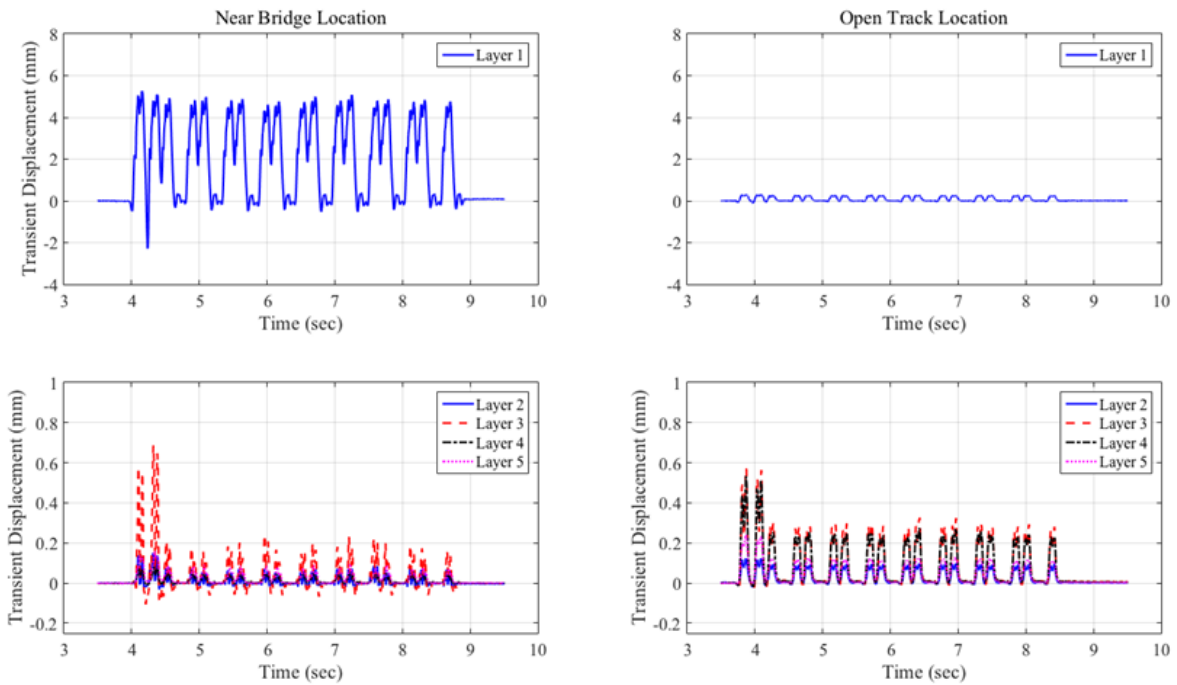 Near Bridge Location
Transient Displacement (mm)
8
6
4
2
0
-2
-4
Layer 1
3 4 5 6 7 8 9 10
Time (sec)
Open Track Location
Transient Displacement (mm)
8
6
4
2
0
-2
-4
Layer 1
3 4 5 6 7 8 9 10
Time (sec)
Transient Displacement (mm)
1
0.8
0.6
0.4
0.2
0
-0.2
Layer 2
Layer 3
Layer 4
Layer 5
3 4 5 6 7 8 9 10
Time (sec)
Transient Displacement (mm)
1
0.8
0.6
0.4
0.2
0
-0.2
Layer 2
Layer 3
Layer 4
Layer 5
3 4 5 6 7 8 9 10
Time (sec)